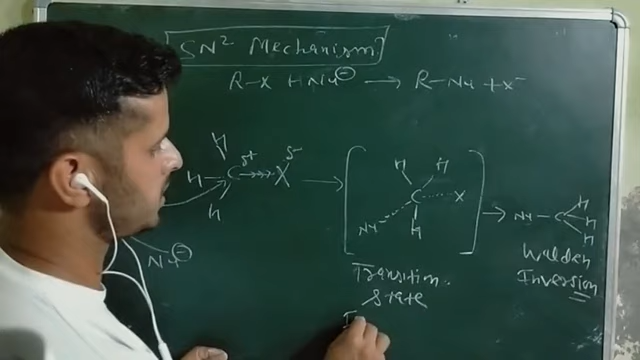 SN² Mechanism
R-X + Nu⊖ → R-Nu + X⁻
H
H C δ+ X δ- →
H
Nu⊖
H H
C X
Nu H
→ Nu - C H
H
H
Transition
State
Walden
Inversion
I